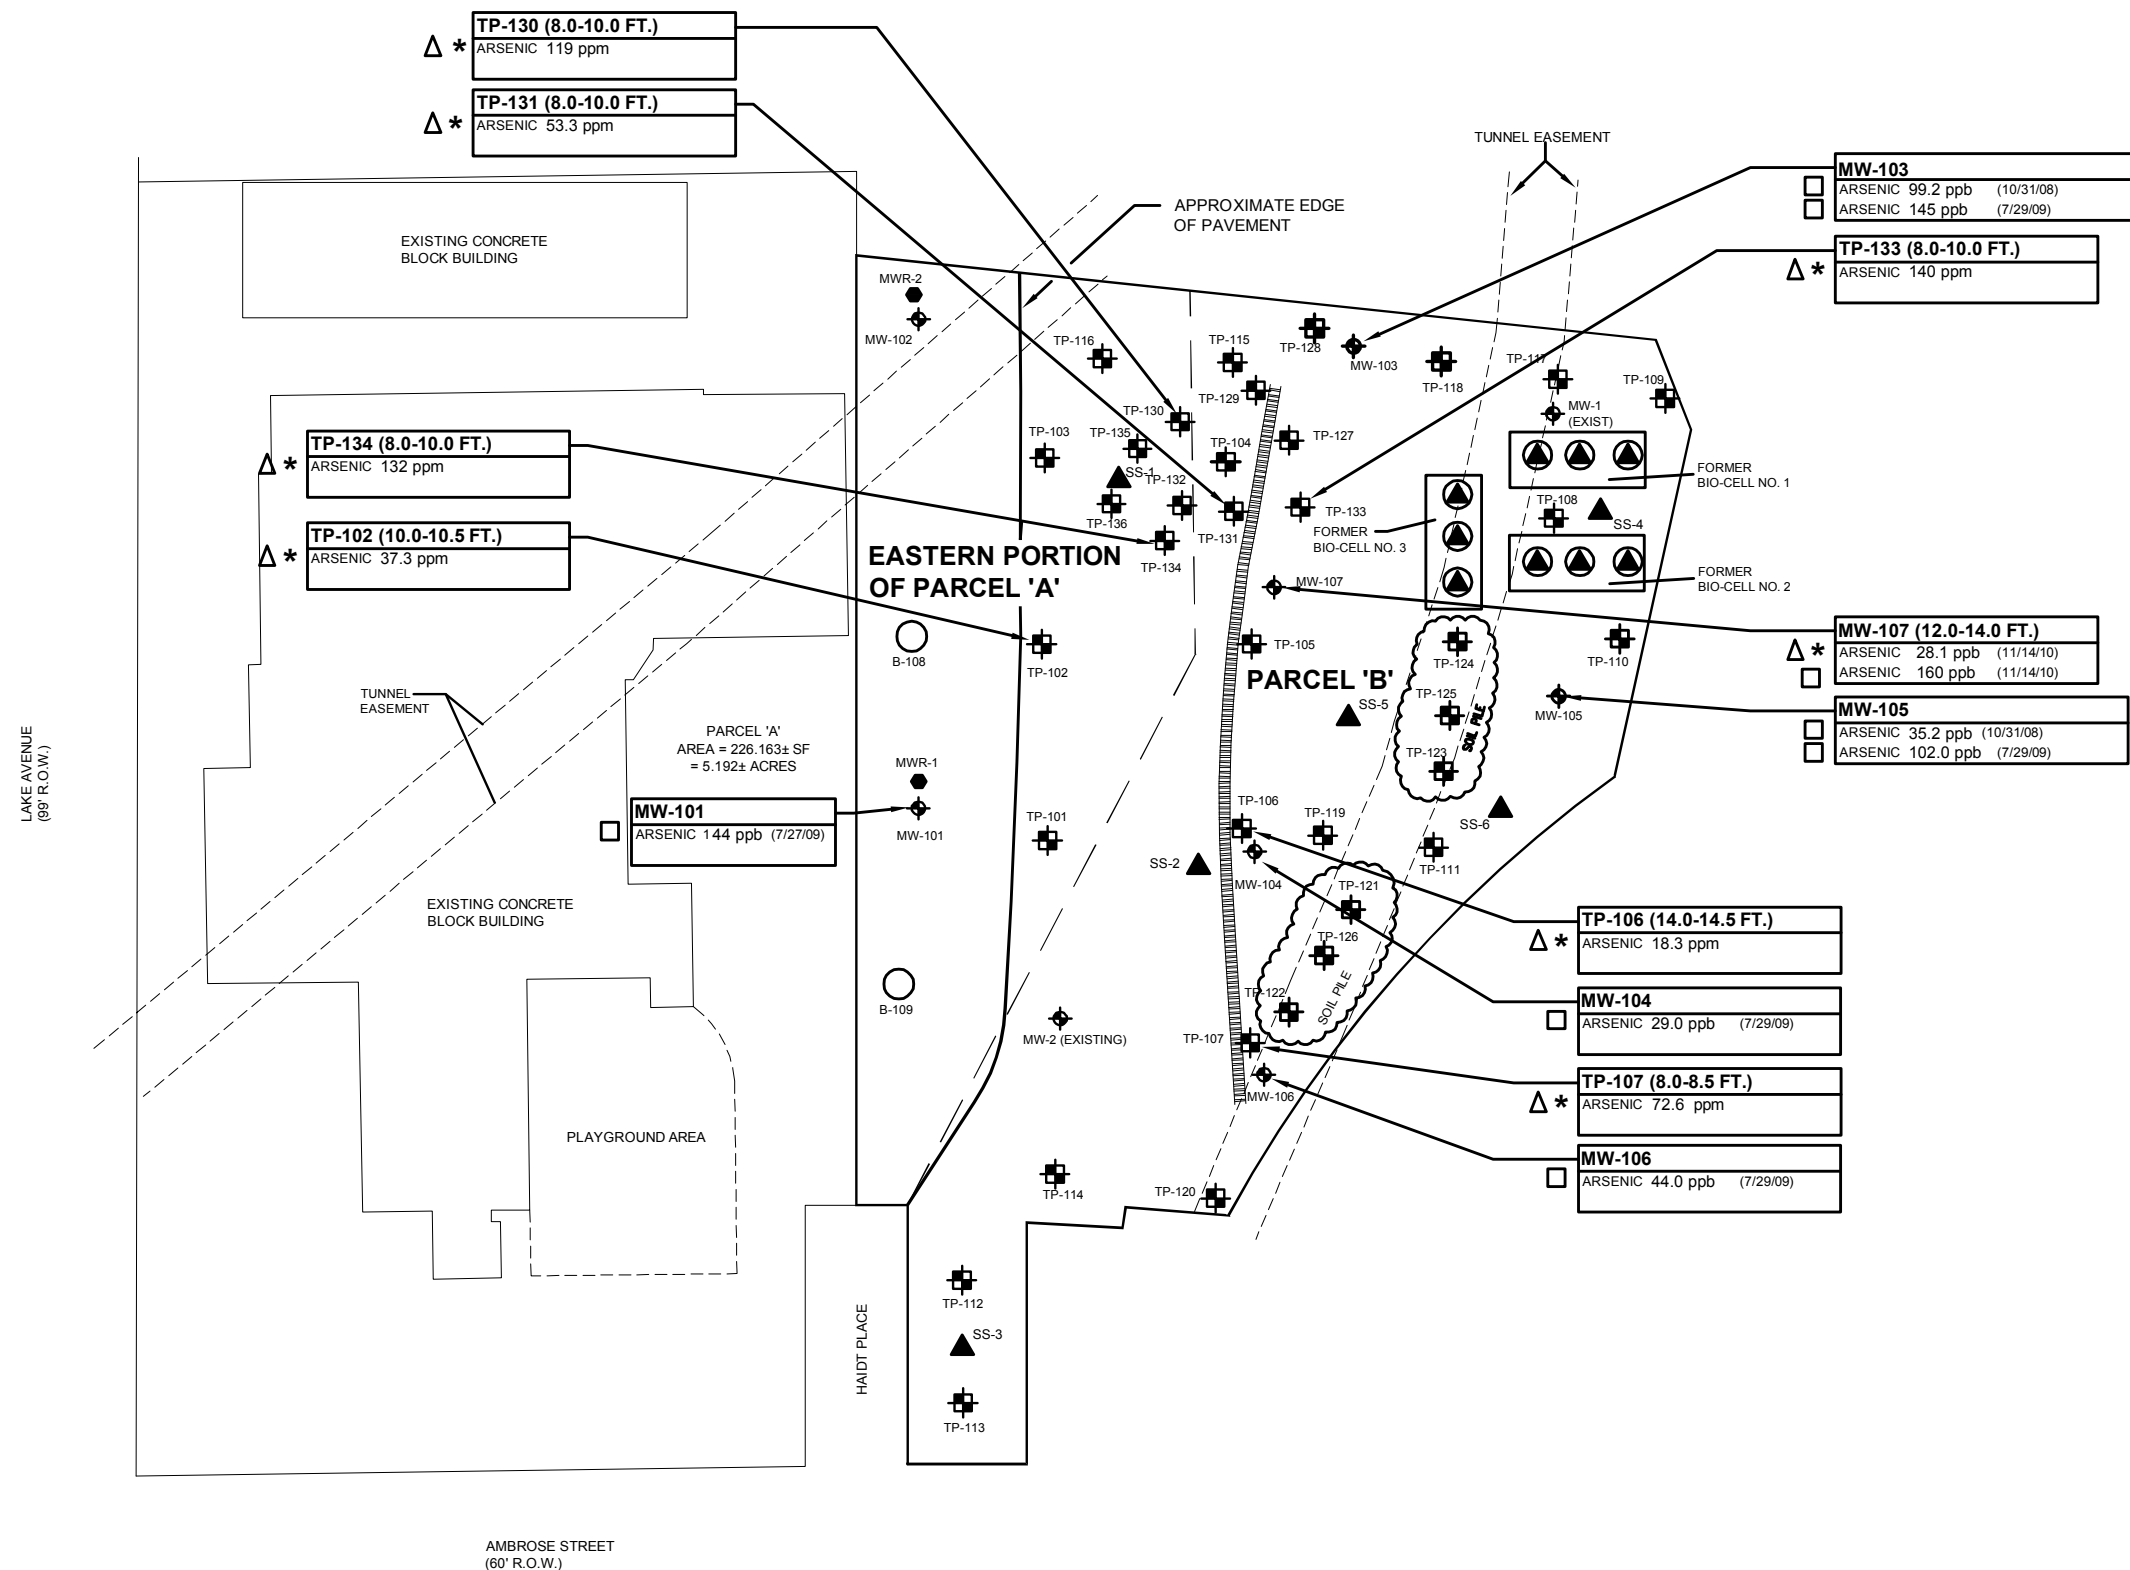 TP-130 (8.0-10.0 FT.)
Δ * ARSENIC 119 ppm
TP-131 (8.0-10.0 FT.)
Δ * ARSENIC 53.3 ppm
TUNNEL EASEMENT
MW-103
ARSENIC 99.2 ppb (10/31/08)
ARSENIC 145 ppb (7/29/09)
TP-133 (8.0-10.0 FT.)
Δ * ARSENIC 140 ppm
APPROXIMATE EDGE
OF PAVEMENT
EXISTING CONCRETE
BLOCK BUILDING
MWR-2
MW-102
TP-116
TP-115
TP-128
MW-103
TP-118
TP-117
TP-109
TP-129
TP-130
MW-1
(EXIST)
TP-103
TP-135
TP-104
TP-127
TP-134 (8.0-10.0 FT.)
Δ * ARSENIC 132 ppm
SS-1
TP-132
FORMER
BIO-CELL NO. 1
TP-136
TP-131
TP-133
TP-108
SS-4
FORMER
BIO-CELL NO. 3
TP-102 (10.0-10.5 FT.)
Δ * ARSENIC 37.3 ppm
EASTERN PORTION
OF PARCEL 'A'
TP-134
MW-107
FORMER
BIO-CELL NO. 2
MW-107 (12.0-14.0 FT.)
Δ * ARSENIC 28.1 ppb (11/14/10)
ARSENIC 160 ppb (11/14/10)
B-108
TP-102
TP-105
TP-124
TP-110
PARCEL 'B'
TUNNEL
EASEMENT
TP-125
SS-5
MW-105
SOIL PILE
MW-105
ARSENIC 35.2 ppb (10/31/08)
ARSENIC 102.0 ppb (7/29/09)
PARCEL 'A'
AREA = 226.163± SF
= 5.192± ACRES
LAKE AVENUE
(99' R.O.W.)
TP-123
MWR-1
MW-101
ARSENIC 144 ppb (7/27/09)
MW-101
TP-101
TP-106
TP-119
SS-6
TP-111
SS-2
MW-104
TP-121
EXISTING CONCRETE
BLOCK BUILDING
TP-106 (14.0-14.5 FT.)
Δ * ARSENIC 18.3 ppm
TP-126
TP-122
SOIL PILE
B-109
MW-104
ARSENIC 29.0 ppb (7/29/09)
MW-2 (EXISTING)
TP-107
MW-106
TP-107 (8.0-8.5 FT.)
Δ * ARSENIC 72.6 ppm
PLAYGROUND AREA
MW-106
ARSENIC 44.0 ppb (7/29/09)
TP-114
TP-120
TP-112
HAIDT PLACE
SS-3
TP-113
AMBROSE STREET
(60' R.O.W.)